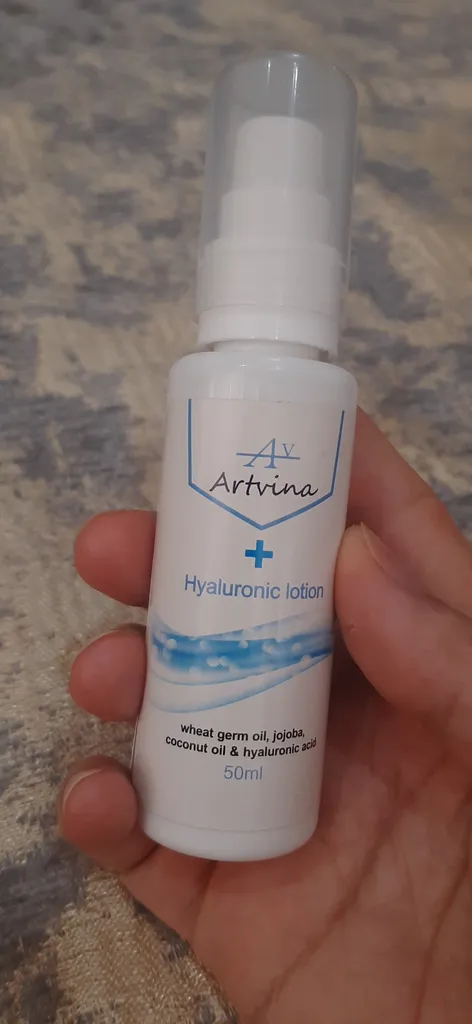 Av
Artvina
Hyaluronic lotion
wheat germ oil, jojoba,
coconut oil & hyaluronic acid
50ml